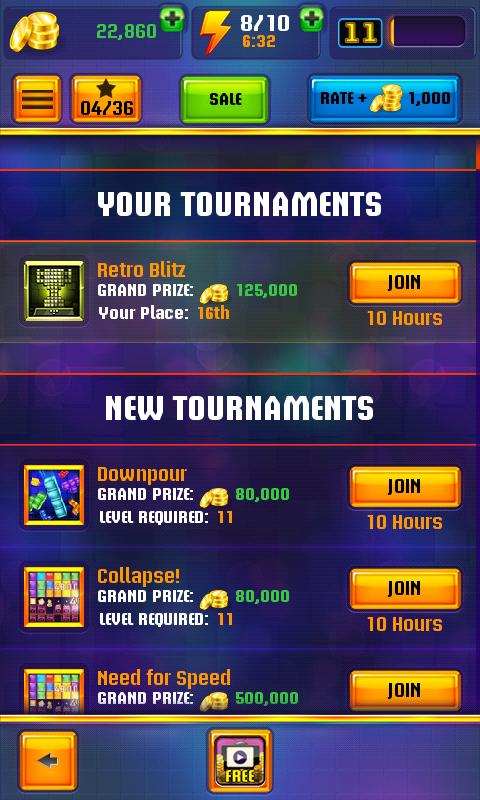 22,860
8/10
6:32
11
04/36
SALE
RATE + 1,000
YOUR TOURNAMENTS
Retro Blitz
GRAND PRIZE: 125,000
Your Place: 16th
JOIN
10 Hours
NEW TOURNAMENTS
Downpour
GRAND PRIZE: 80,000
LEVEL REQUIRED: 11
JOIN
10 Hours
Collapse!
GRAND PRIZE: 80,000
LEVEL REQUIRED: 11
JOIN
10 Hours
Need for Speed
GRAND PRIZE: 500,000
JOIN
FREE